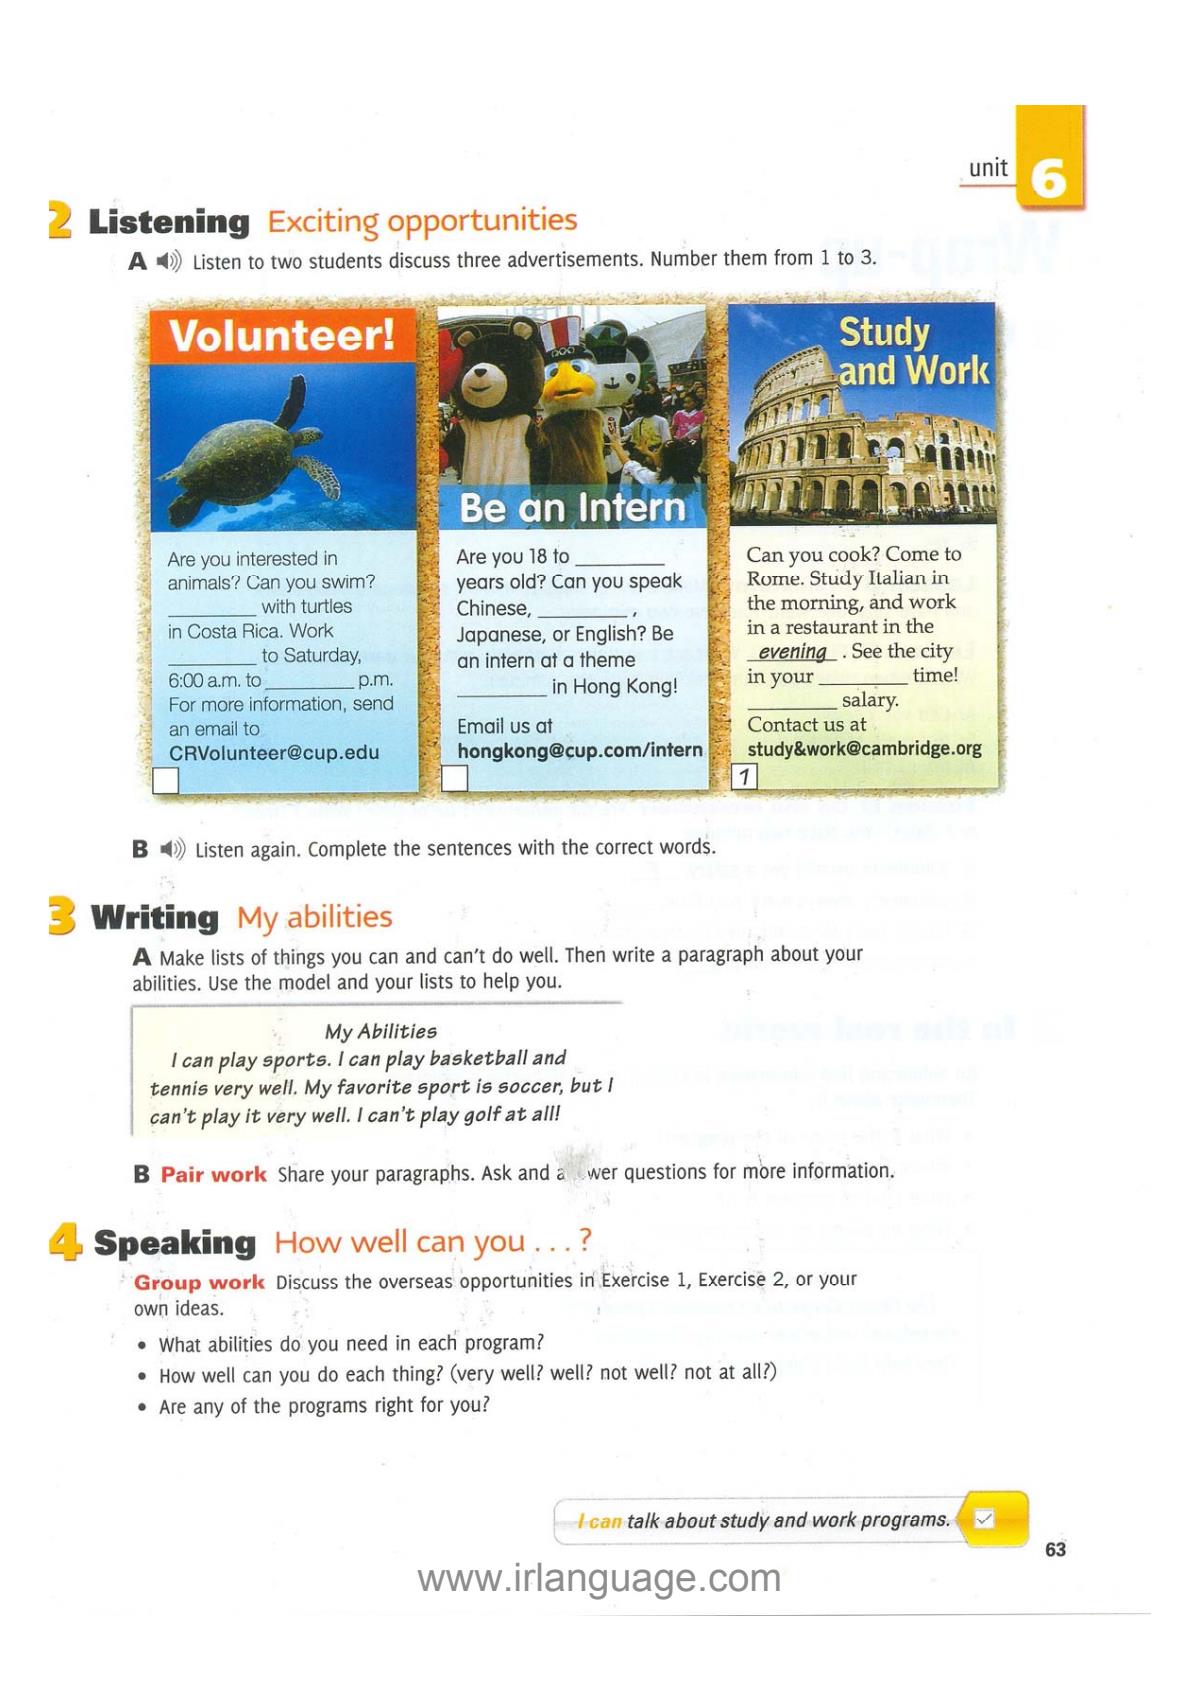 unit 6
2 Listening Exciting opportunities
A Listen to two students discuss three advertisements. Number them from 1 to 3.
Volunteer!
Are you interested in
animals? Can you swim?
__________ with turtles
in Costa Rica. Work
__________ to Saturday,
6:00 a.m. to __________ p.m.
For more information, send
an email to
CRVolunteer@cup.edu
Be an Intern
Are you 18 to __________
years old? Can you speak
Chinese, __________ ,
Japanese, or English? Be
an intern at a theme
__________ in Hong Kong!
Email us at
hongkong@cup.com/intern
Study
and Work
Can you cook? Come to
Rome. Study Italian in
the morning, and work
in a restaurant in the
evening . See the city
in your __________ time!
__________ salary.
Contact us at
study&work@cambridge.org
1
B Listen again. Complete the sentences with the correct words.
3 Writing My abilities
A Make lists of things you can and can't do well. Then write a paragraph about your
abilities. Use the model and your lists to help you.
My Abilities
I can play sports. I can play basketball and
tennis very well. My favorite sport is soccer, but I
can't play it very well. I can't play golf at all!
B Pair work Share your paragraphs. Ask and a wer questions for more information.
4 Speaking How well can you . . . ?
Group work Discuss the overseas opportunities in Exercise 1, Exercise 2, or your
own ideas.
• What abilities do you need in each program?
• How well can you do each thing? (very well? well? not well? not at all?)
• Are any of the programs right for you?
I can talk about study and work programs.
63
www.irlanguage.com